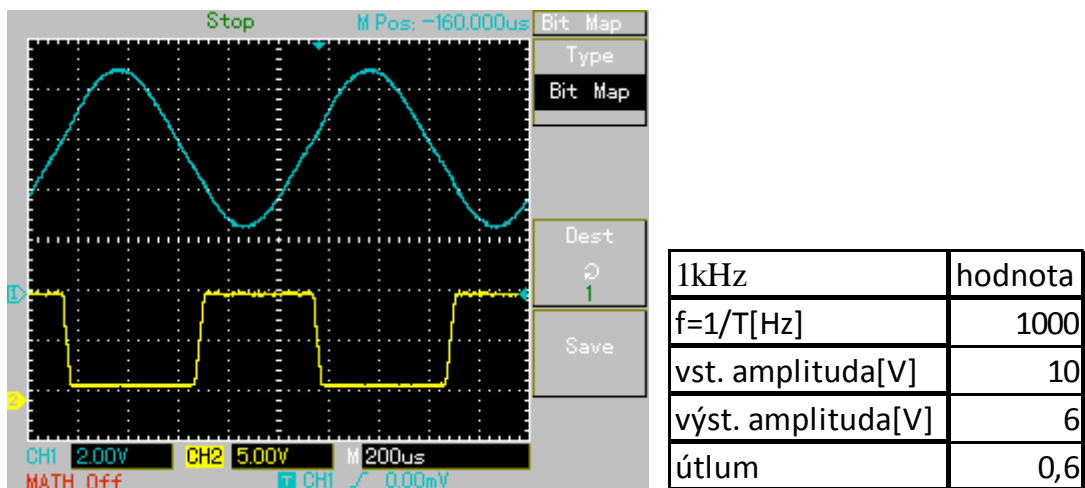 Stop M Pos: -160.000us Bit Map
Type
Bit Map
Dest
1
Save
1
2
CH1 2.00V CH2 5.00V M 200us
MATH Off T CH1 0.00mV
1kHz hodnota
f=1/T[Hz] 1000
vst. amplituda[V] 10
výst. amplituda[V] 6
útlum 0,6